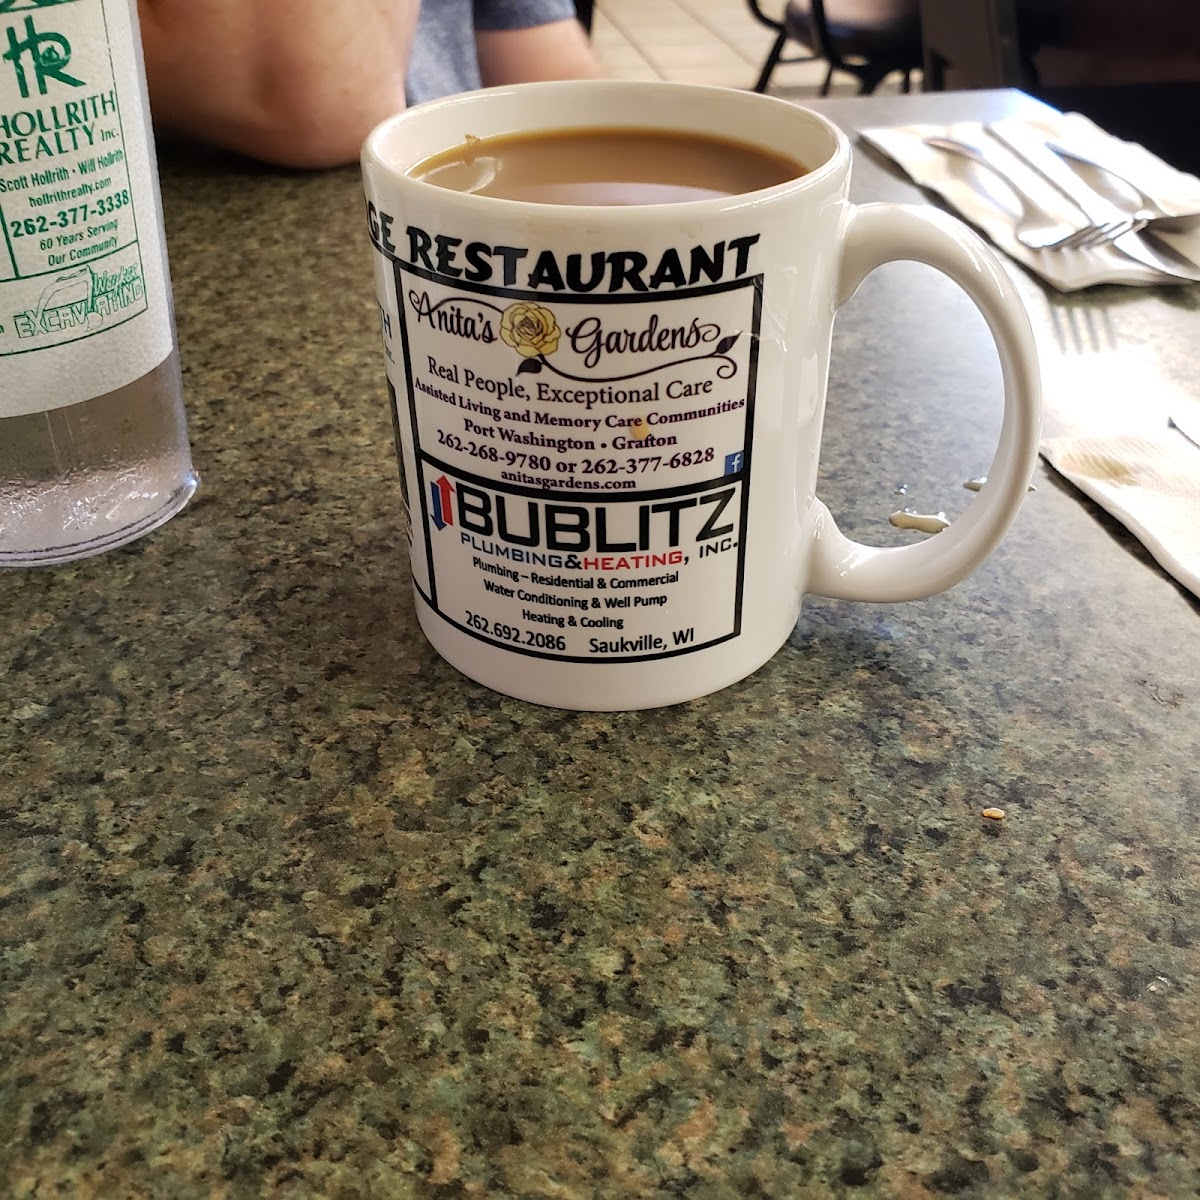 HR
HOLLRITH
REALTY Inc.
Scott Hollrith • Will Hollrith
hollrithrealty.com
262-377-3338
60 Years Serving
Our Community
EXCAVATING
GE RESTAURANT
Anita's Gardens
Real People, Exceptional Care
Assisted Living and Memory Care Communities
Port Washington • Grafton
262-268-9780 or 262-377-6828
anitasgardens.com
f
BUBLITZ
PLUMBING&HEATING, INC.
Plumbing – Residential & Commercial
Water Conditioning & Well Pump
Heating & Cooling
262.692.2086 Saukville, WI